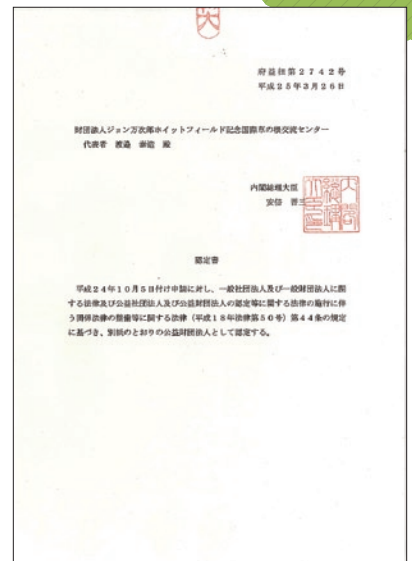 府益担第2742号
平成25年3月26日
財団法人ジョン万次郎ホイットフィールド記念国際草の根交流センター
代表者 渡邉 泰造 殿
内閣総理大臣
安倍 晋三
認定書
平成24年10月5日付け申請に対し、一般社団法人及び一般財団法人に関
する法律及び公益社団法人及び公益財団法人の認定等に関する法律の施行に伴
う関係法律の整備等に関する法律(平成18年法律第50号)第44条の規定
に基づき、別紙のとおりの公益財団法人として認定する。